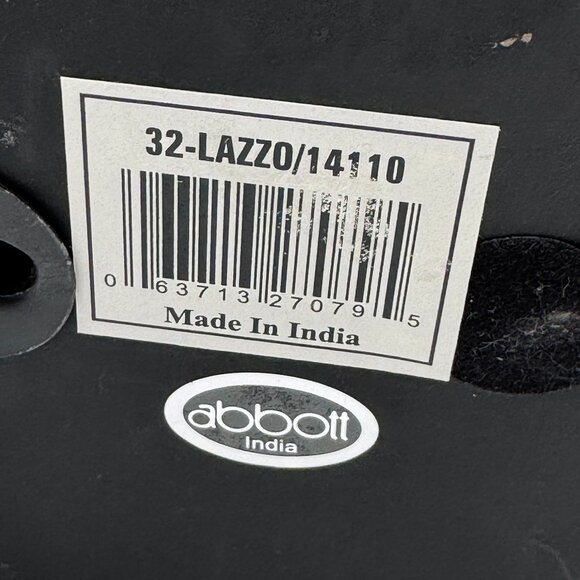 32-LAZZO/14110
0 63713 27079 5
Made In India
abbott
India